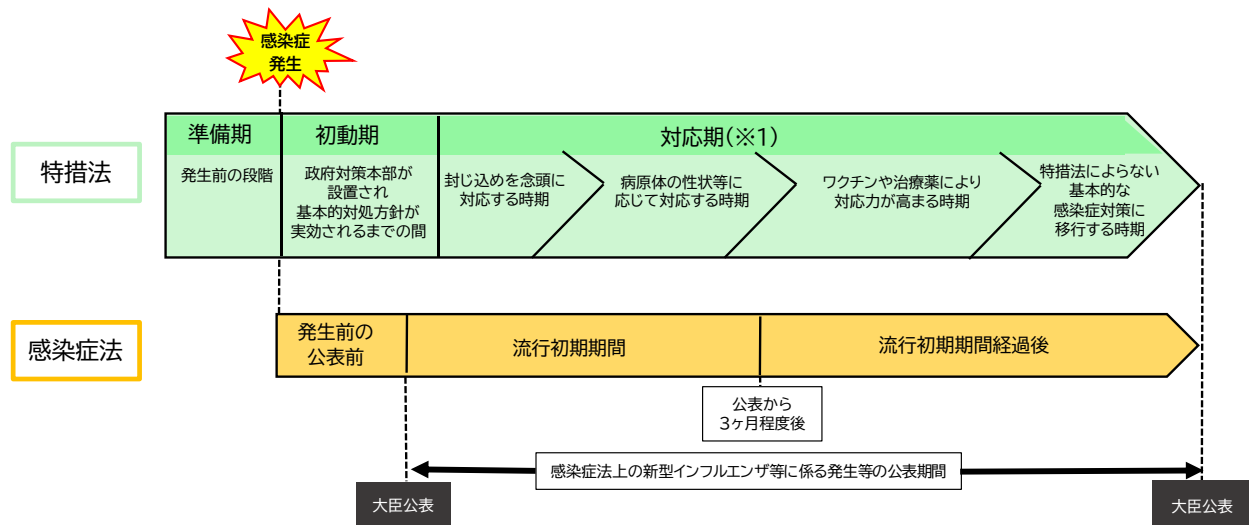 感染症
発生
特措法
準備期
初動期
対応期(※1)
発生前の段階
政府対策本部が
設置され
基本的対処方針が
実効されるまでの間
封じ込めを念頭に
対応する時期
病原体の性状等に
応じて対応する時期
ワクチンや治療薬により
対応力が高まる時期
特措法によらない
基本的な
感染症対策に
移行する時期
感染症法
発生前の
公表前
流行初期期間
流行初期期間経過後
公表から
3ヶ月程度後
感染症法上の新型インフルエンザ等に係る発生等の公表期間
大臣公表
大臣公表